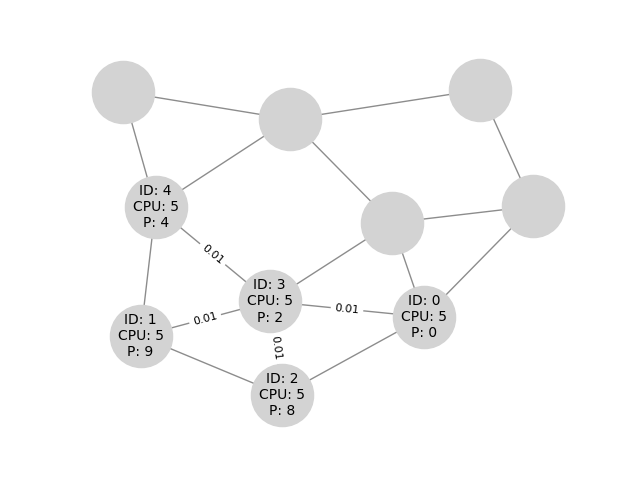 ID: 4
CPU: 5
P: 4
0.01
ID: 3
CPU: 5
P: 2
0.01
ID: 0
CPU: 5
P: 0
ID: 1
CPU: 5
P: 9
0.01
0.01
ID: 2
CPU: 5
P: 8